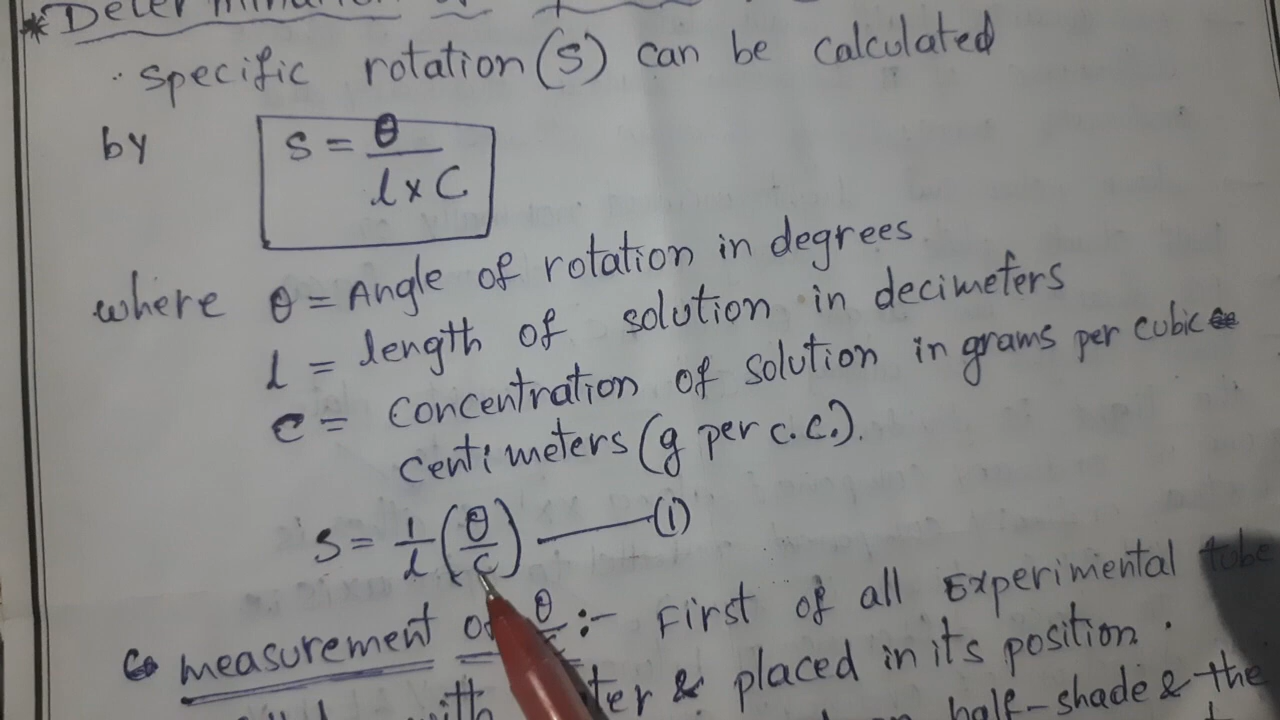 * Deter
specific rotation (S) can be calculated
by S = θ / l × C
where θ = Angle of rotation in degrees
l = length of solution in decimeters
c = concentration of solution in grams per cubic
centimeters (g per c.c.).
S = 1/l (θ/c) —— (1)
measurement of θ :- First of all Experimental tube
placed in its position.
half-shade & the